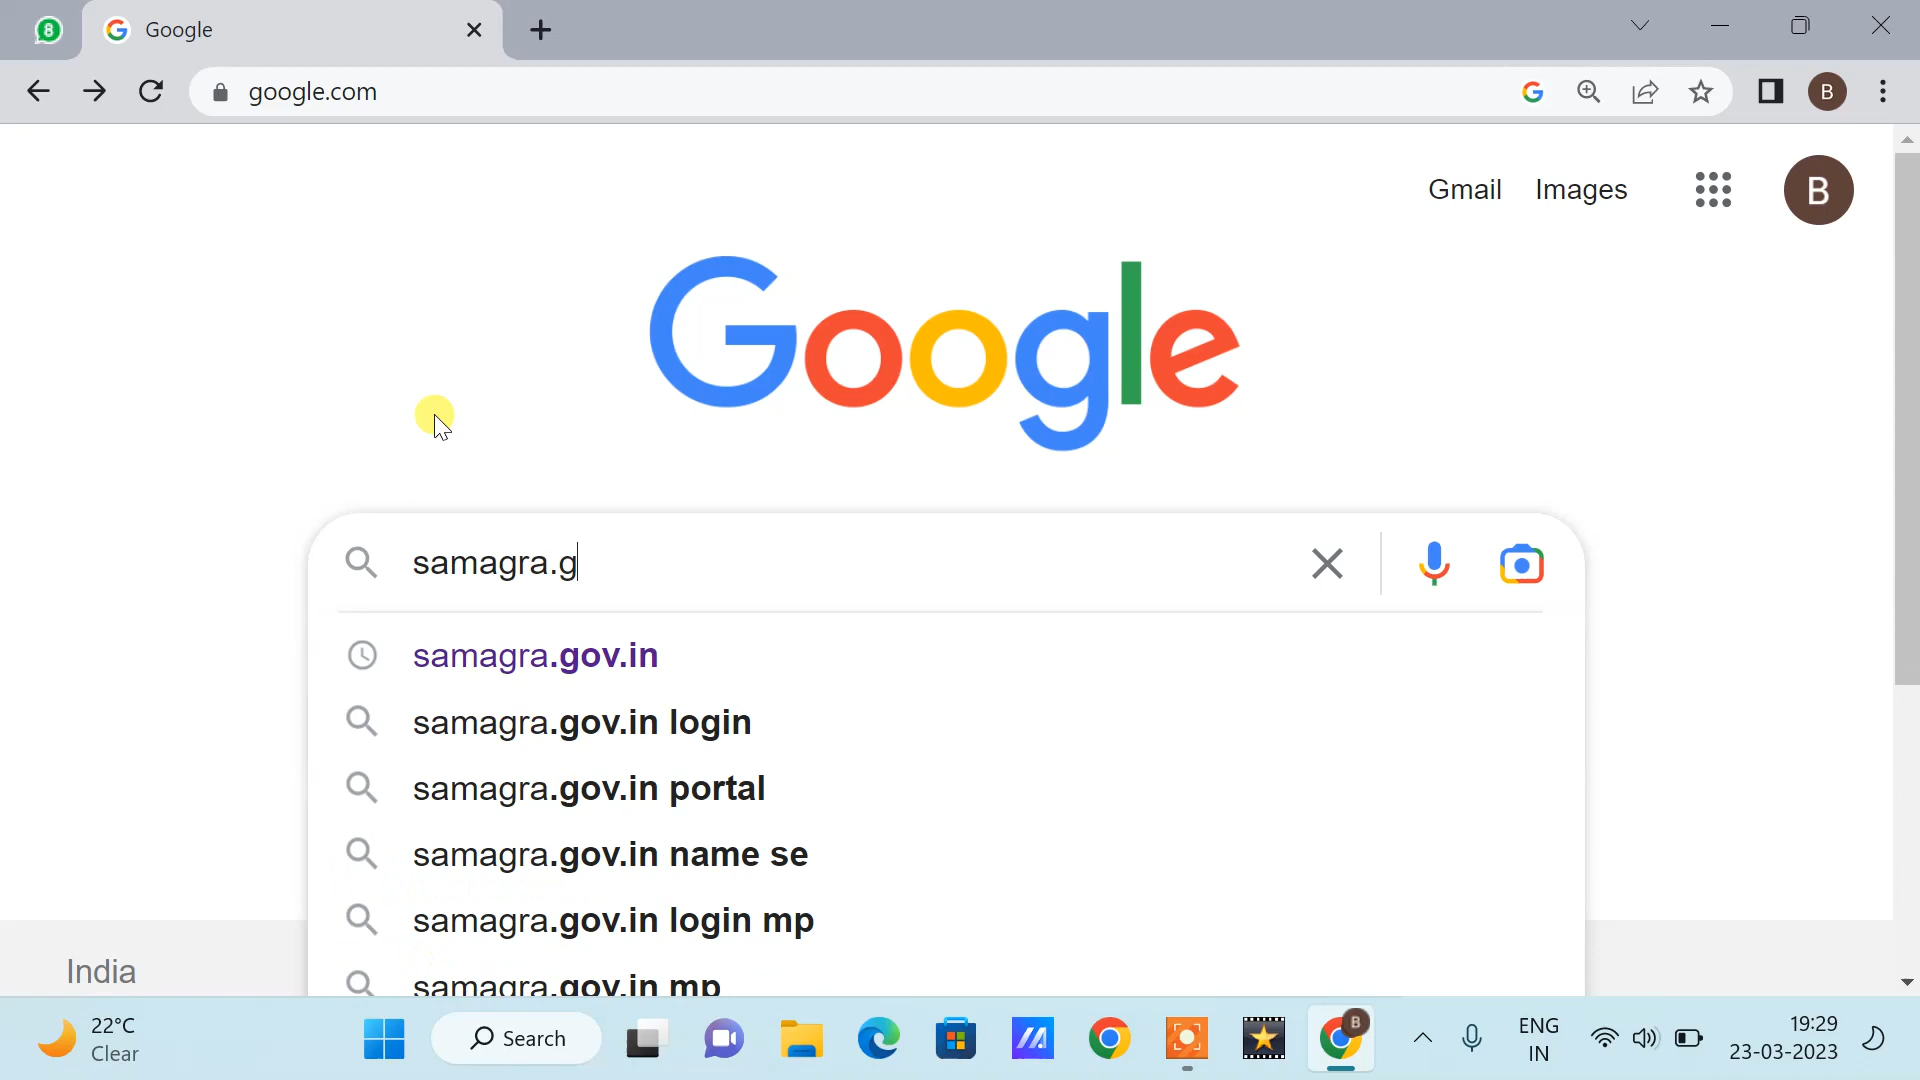 8
Google
google.com
B
Gmail Images
B
Google
samagra.g
samagra.gov.in
samagra.gov.in login
samagra.gov.in portal
samagra.gov.in name se
samagra.gov.in login mp
samagra.gov.in mp
India
22°C
Clear
Search
B
ENG
IN
19:29
23-03-2023